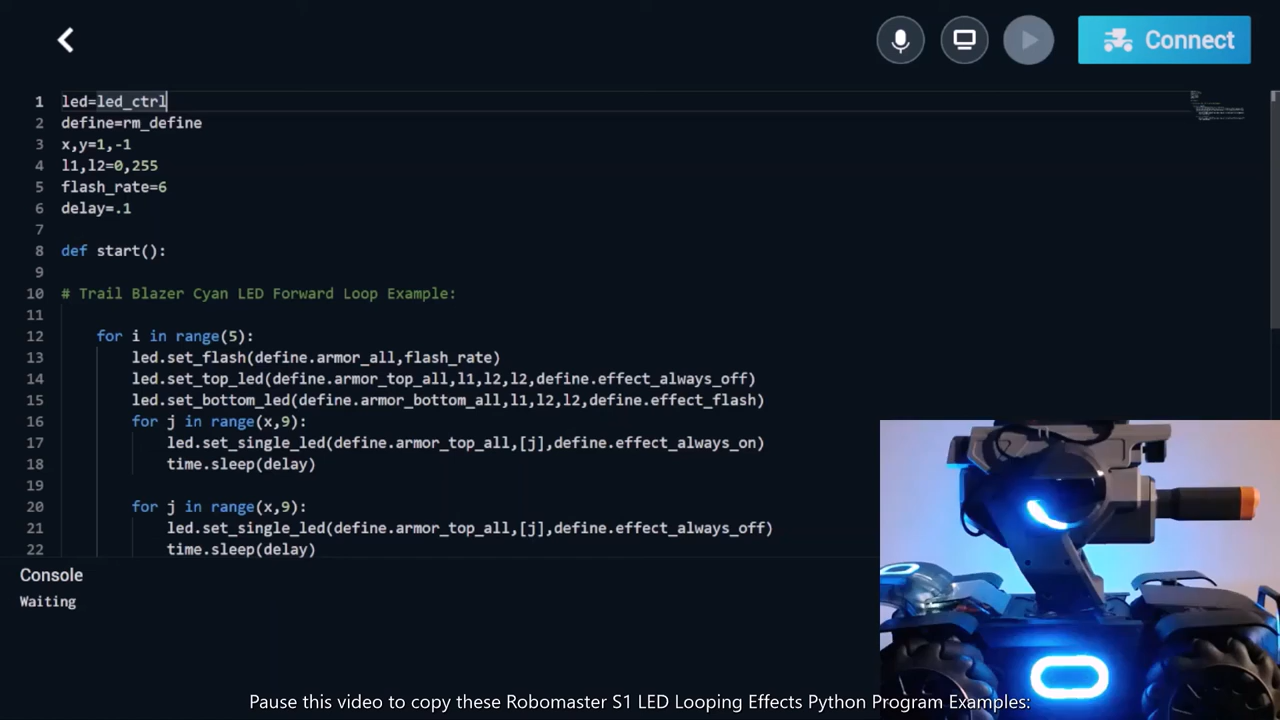 Connect
1 led=led_ctrl
2 define=rm_define
3 x,y=1,-1
4 l1,l2=0,255
5 flash_rate=6
6 delay=.1
7
8 def start():
9
10 # Trail Blazer Cyan LED Forward Loop Example:
11
12 for i in range(5):
13 led.set_flash(define.armor_all,flash_rate)
14 led.set_top_led(define.armor_top_all,l1,l2,l2,define.effect_always_off)
15 led.set_bottom_led(define.armor_bottom_all,l1,l2,l2,define.effect_flash)
16 for j in range(x,9):
17 led.set_single_led(define.armor_top_all,[j],define.effect_always_on)
18 time.sleep(delay)
19
20 for j in range(x,9):
21 led.set_single_led(define.armor_top_all,[j],define.effect_always_off)
22 time.sleep(delay)
Console
Waiting
Pause this video to copy these Robomaster S1 LED Looping Effects Python Program Examples: